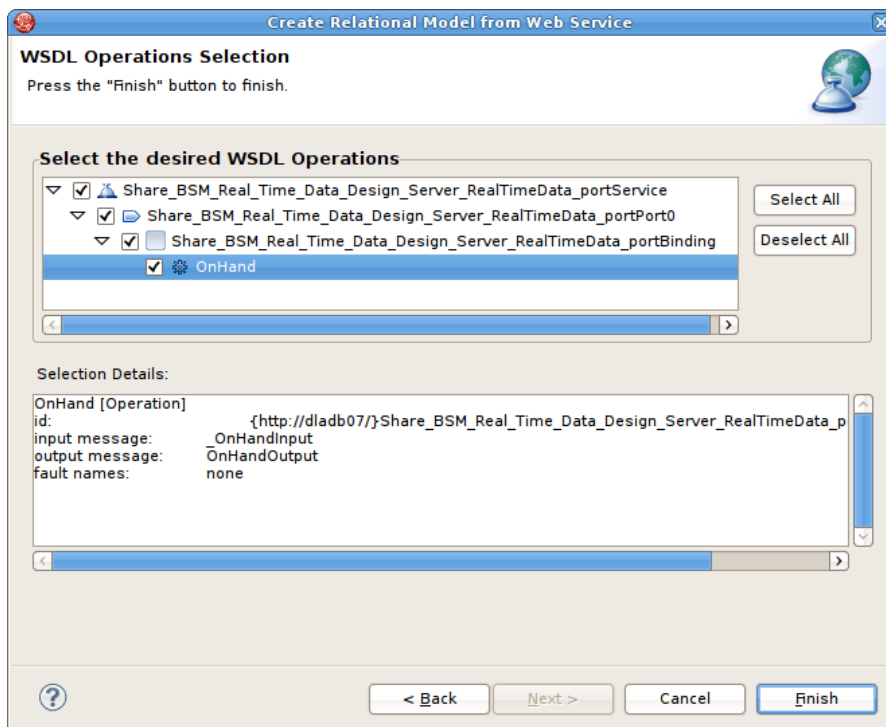 Create Relational Model from Web Service
WSDL Operations Selection
Press the "Finish" button to finish.
Select the desired WSDL Operations
Share_BSM_Real_Time_Data_Design_Server_RealTimeData_portService
Select All
Share_BSM_Real_Time_Data_Design_Server_RealTimeData_portPort0
Share_BSM_Real_Time_Data_Design_Server_RealTimeData_portBinding
Deselect All
OnHand
Selection Details:
OnHand [Operation]
id: {http://dladb07/}Share_BSM_Real_Time_Data_Design_Server_RealTimeData_p
input message: _OnHandInput
output message: OnHandOutput
fault names: none
? < Back Next > Cancel Finish